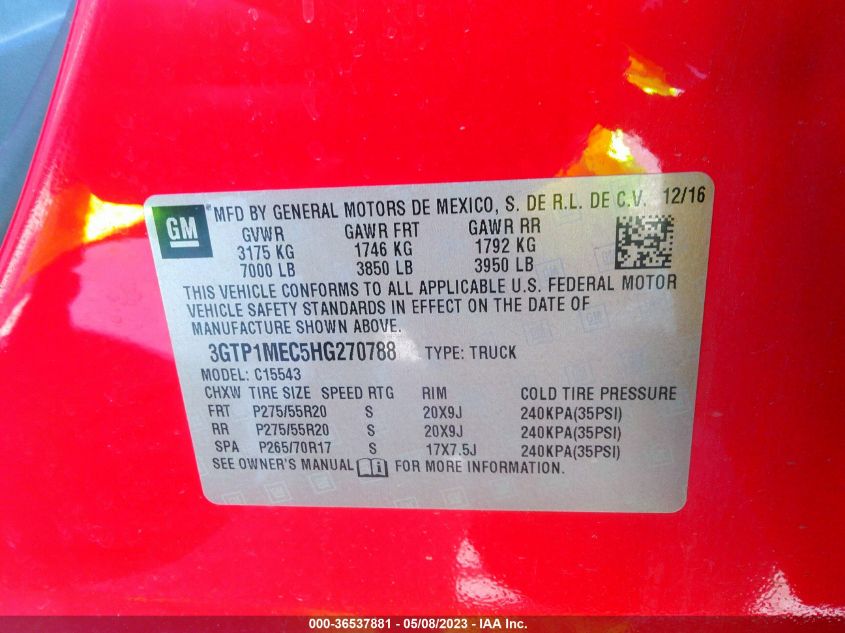 GM MFD BY GENERAL MOTORS DE MEXICO, S. DE R.L. DE C.V. 12/16
GVWR GAWR FRT GAWR RR
3175 KG 1746 KG 1792 KG
7000 LB 3850 LB 3950 LB
THIS VEHICLE CONFORMS TO ALL APPLICABLE U.S. FEDERAL MOTOR
VEHICLE SAFETY STANDARDS IN EFFECT ON THE DATE OF
MANUFACTURE SHOWN ABOVE.
3GTP1MEC5HG270788 TYPE: TRUCK
MODEL: C15543
CHXW TIRE SIZE SPEED RTG RIM COLD TIRE PRESSURE
FRT P275/55R20 S 20X9J 240KPA(35PSI)
RR P275/55R20 S 20X9J 240KPA(35PSI)
SPA P265/70R17 S 17X7.5J 240KPA(35PSI)
SEE OWNER'S MANUAL FOR MORE INFORMATION.
000-36537881 - 05/08/2023 - IAA Inc.